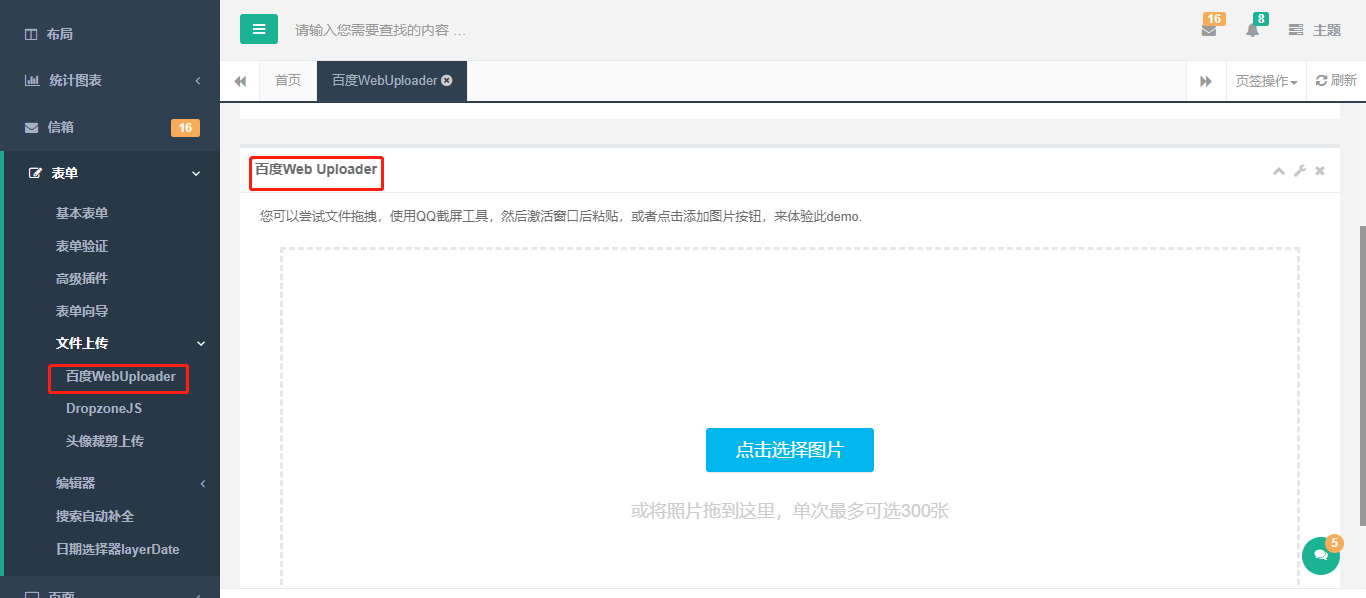 布局
统计图表
信箱
16
表单
基本表单
表单验证
高级插件
表单向导
文件上传
百度WebUploader
DropzoneJS
头像裁剪上传
编辑器
搜索自动补全
日期选择器layerDate
页面
请输入您需要查找的内容 …
16
8
主题
首页
百度WebUploader
页签操作
刷新
百度Web Uploader
您可以尝试文件拖拽，使用QQ截屏工具，然后激活窗口后粘贴，或者点击添加图片按钮，来体验此demo.
点击选择图片
或将照片拖到这里，单次最多可选300张
5